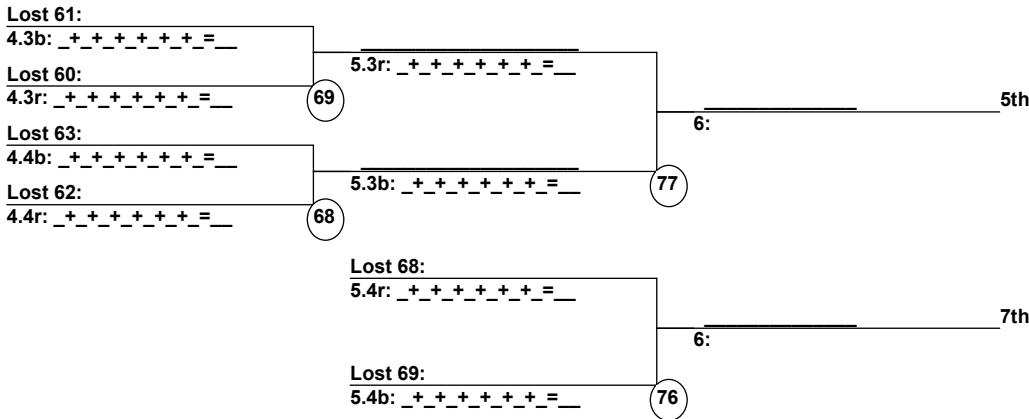 Lost 61:
4.3b: _+_+_+_+_+_+_=__
5.3r: _+_+_+_+_+_+_=__
Lost 60:
4.3r: _+_+_+_+_+_+_=__
69
5th
6:
Lost 63:
4.4b: _+_+_+_+_+_+_=__
5.3b: _+_+_+_+_+_+_=__
77
Lost 62:
4.4r: _+_+_+_+_+_+_=__
68
Lost 68:
5.4r: _+_+_+_+_+_+_=__
7th
6:
Lost 69:
5.4b: _+_+_+_+_+_+_=__
76